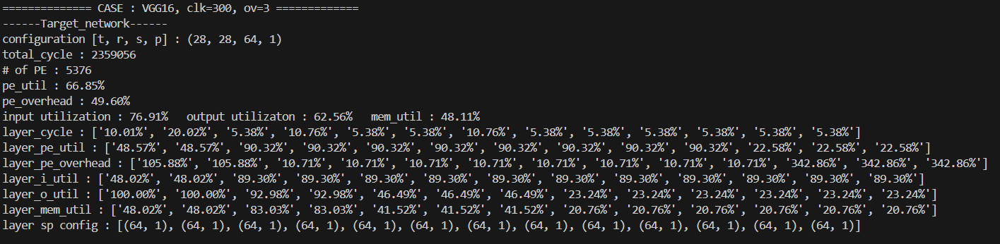 ============== CASE : VGG16, clk=300, ov=3 =============
------Target_network------
configuration [t, r, s, p] : (28, 28, 64, 1)
total_cycle : 2359056
# of PE : 5376
pe_util : 66.85%
pe_overhead : 49.60%
input utilization : 76.91%   output utilizaton : 62.56%   mem_util : 48.11%
layer_cycle : ['10.01%', '20.02%', '5.38%', '10.76%', '5.38%', '5.38%', '10.76%', '5.38%', '5.38%', '5.38%', '5.38%', '5.38%', '5.38%']
layer_pe_util : ['48.57%', '48.57%', '90.32%', '90.32%', '90.32%', '90.32%', '90.32%', '90.32%', '90.32%', '90.32%', '22.58%', '22.58%', '22.58%']
layer_pe_overhead : ['105.88%', '105.88%', '10.71%', '10.71%', '10.71%', '10.71%', '10.71%', '10.71%', '10.71%', '10.71%', '342.86%', '342.86%', '342.86%']
layer_i_util : ['48.02%', '48.02%', '89.30%', '89.30%', '89.30%', '89.30%', '89.30%', '89.30%', '89.30%', '89.30%', '89.30%', '89.30%', '89.30%']
layer_o_util : ['100.00%', '100.00%', '92.98%', '92.98%', '46.49%', '46.49%', '46.49%', '23.24%', '23.24%', '23.24%', '23.24%', '23.24%', '23.24%']
layer_mem_util : ['48.02%', '48.02%', '83.03%', '83.03%', '41.52%', '41.52%', '41.52%', '20.76%', '20.76%', '20.76%', '20.76%', '20.76%', '20.76%']
layer sp config : [(64, 1), (64, 1), (64, 1), (64, 1), (64, 1), (64, 1), (64, 1), (64, 1), (64, 1), (64, 1), (64, 1), (64, 1), (64, 1)]